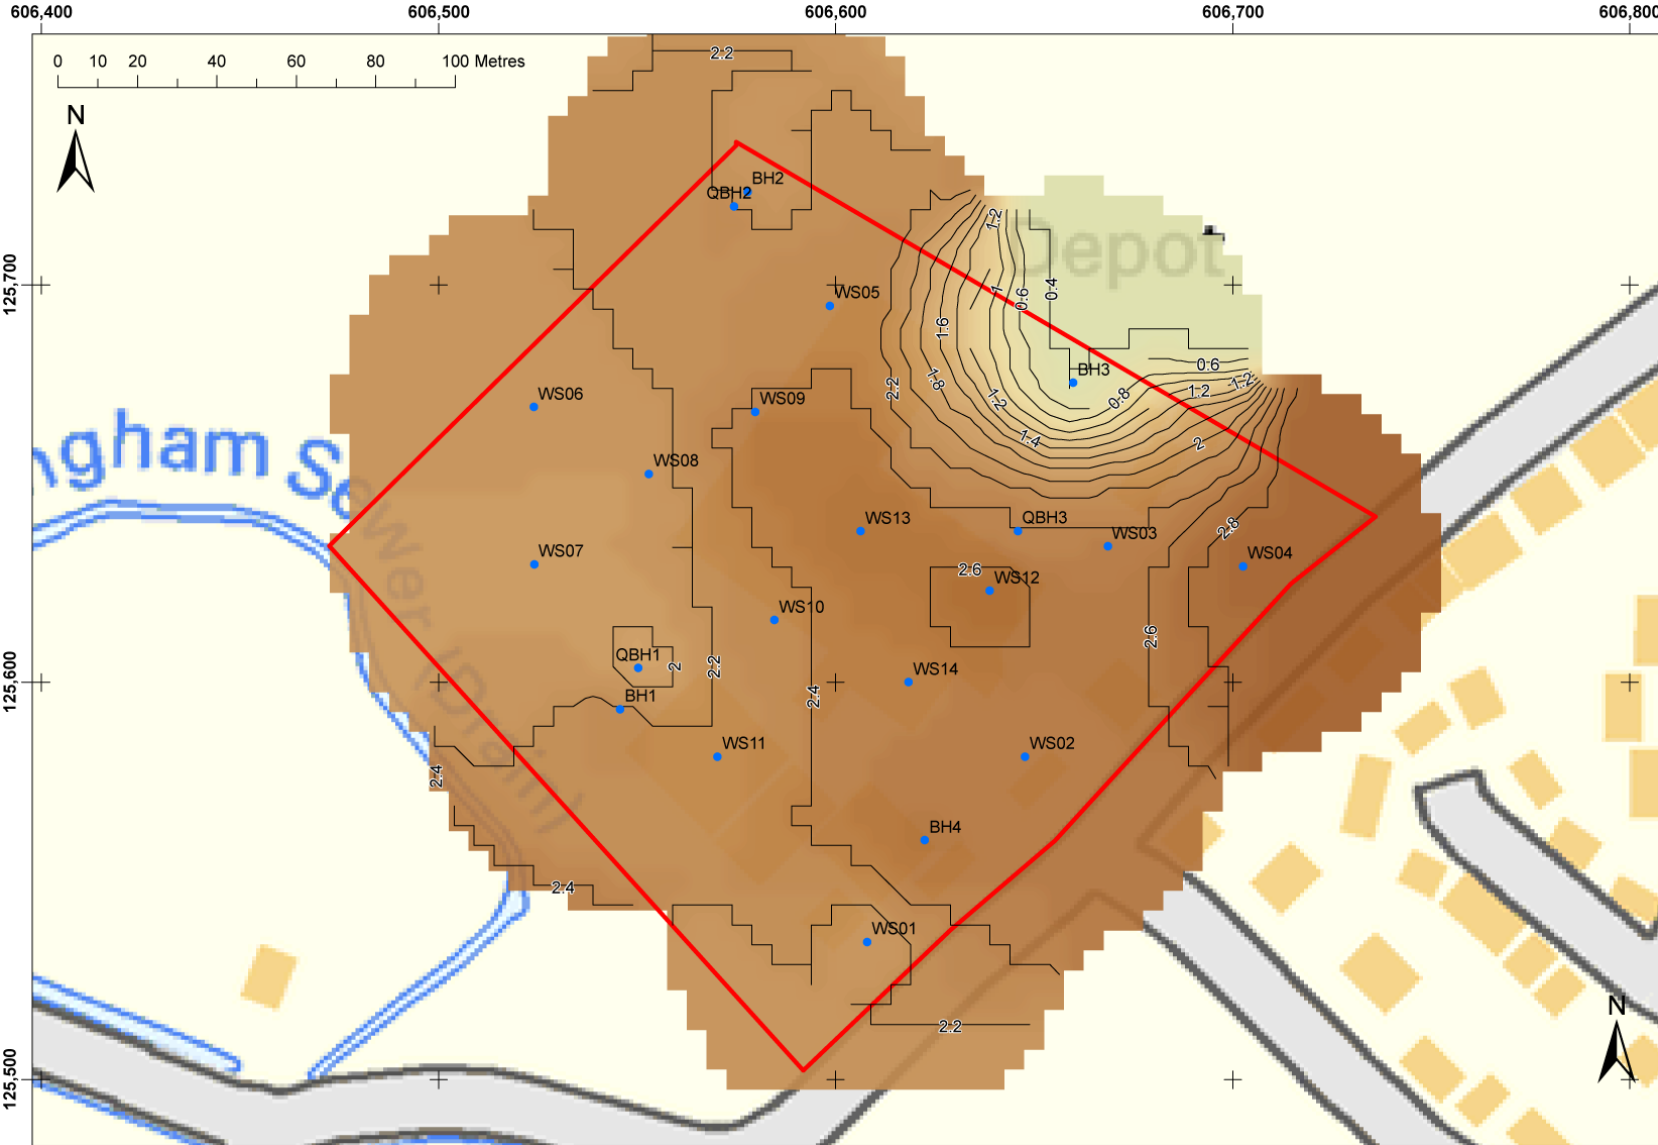 606,400 606,500 606,600 606,700 606,800
0 10 20 40 60 80 100 Metres
2.2
N
BH2
QBH2
1.2
Depot
125,700
1 0.6 0.4
WS05
1.6
0.6
BH3
1.8 1.2 1.2
2.2 1.2 0.8
WS06
WS09
1.4 2
ngham Sewer (Drain)
WS08
WS13 QBH3
2.8
WS03
WS07 WS04
2.6
WS12
WS10
2.6
QBH1
2 2.2
WS14
125,600
BH1
2.4
WS11 WS02
2.4
BH4
2.4
WS01
N
2.2
125,500